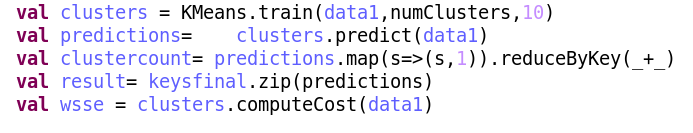 val clusters = KMeans.train(data1,numClusters,10)
val predictions=    clusters.predict(data1)
val clustercount= predictions.map(s=>(s,1)).reduceByKey(_+_)
val result= keysfinal.zip(predictions)
val wsse = clusters.computeCost(data1)